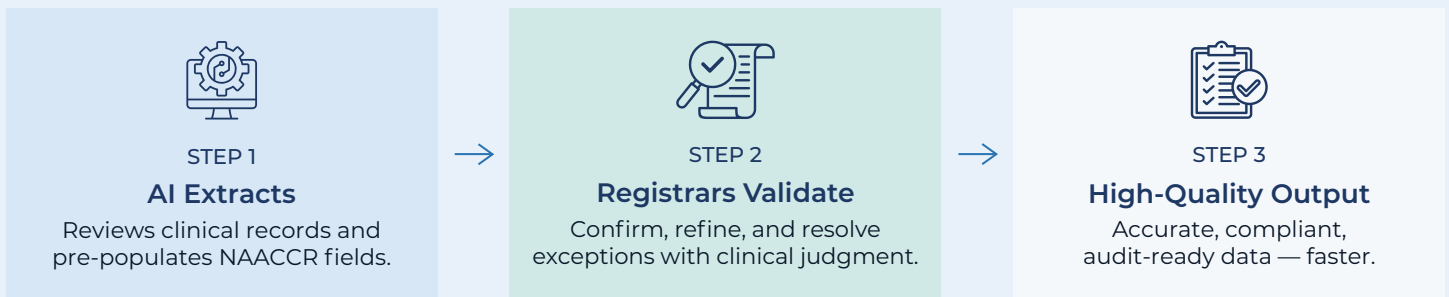 STEP 1
AI Extracts
Reviews clinical records and
pre-populates NAACCR fields.
STEP 2
Registrars Validate
Confirm, refine, and resolve
exceptions with clinical judgment.
STEP 3
High-Quality Output
Accurate, compliant,
audit-ready data — faster.